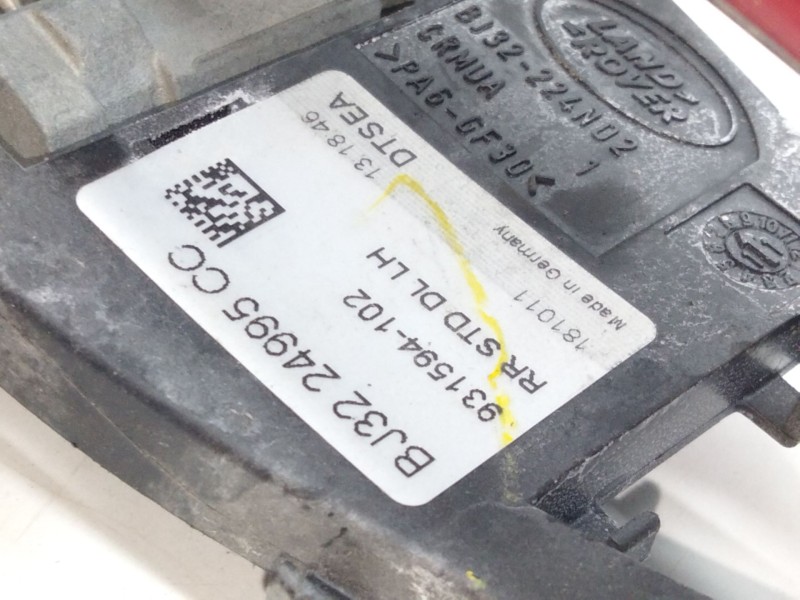 LAND-
ROVER
BJ32-224N02
CRMUA 1
>PA6-GF30<
BJ32 24995 CC
931594-102
RR STD DL LH
181011
Made in Germany
13.18.46
DTSEA